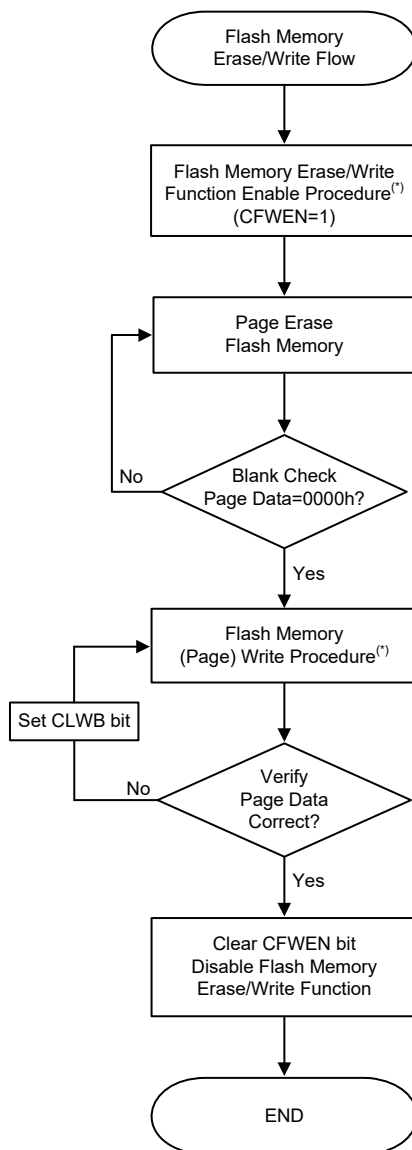 Flash Memory
Erase/Write Flow
Flash Memory Erase/Write
Function Enable Procedure(*)
(CFWEN=1)
Page Erase
Flash Memory
No
Blank Check
Page Data=0000h?
Yes
Flash Memory
(Page) Write Procedure(*)
Set CLWB bit
No
Verify
Page Data
Correct?
Yes
Clear CFWEN bit
Disable Flash Memory
Erase/Write Function
END